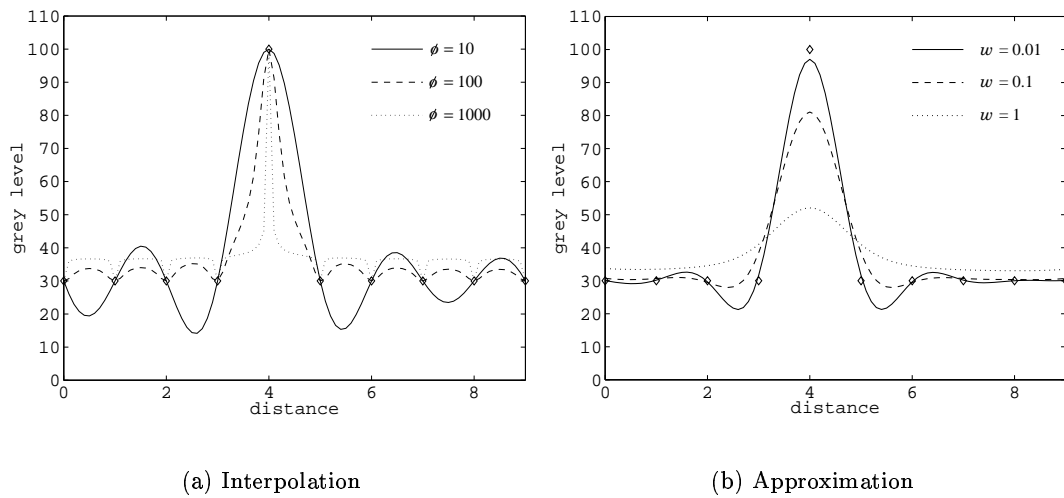 110
100
90
80
70
60
50
40
30
20
10
0
grey level
ϕ = 10
ϕ = 100
ϕ = 1000
0 2 4 6 8
distance
(a) Interpolation
110
100
90
80
70
60
50
40
30
20
10
0
grey level
w = 0.01
w = 0.1
w = 1
0 2 4 6 8
distance
(b) Approximation